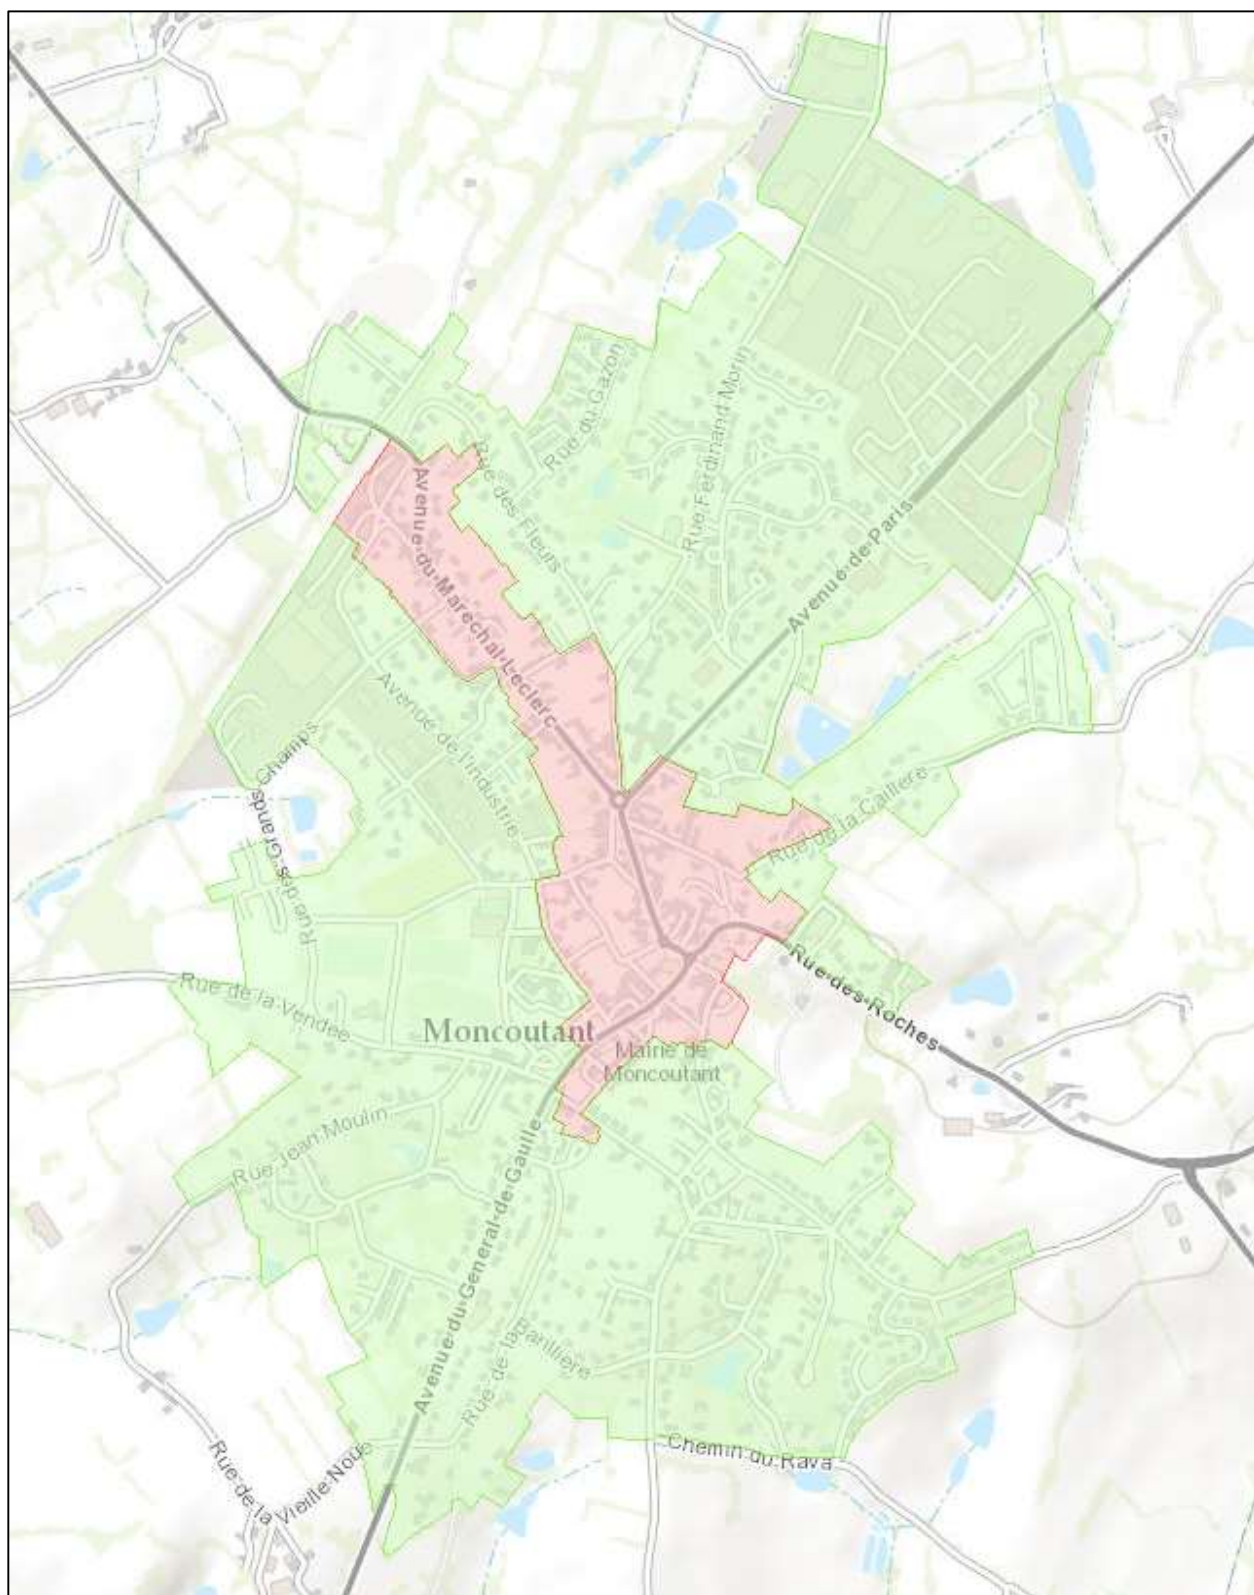 Rue du Gazon
Rue Ferdinand Morin
Rue des Fleurs
Avenue du Marechal Leclerc
Avenue de Paris
Avenue de l'Industrie
Rue des Grands Champs
Rue de la Cailliere
Rue des Roches
Rue de la Vendee
Moncoutant
Mairie de
Moncoutant
Rue Jean Moulin
Avenue du General de Gaulle
Rue de la Barilliere
Chemin du Rava
Rue de la Vieille Noue